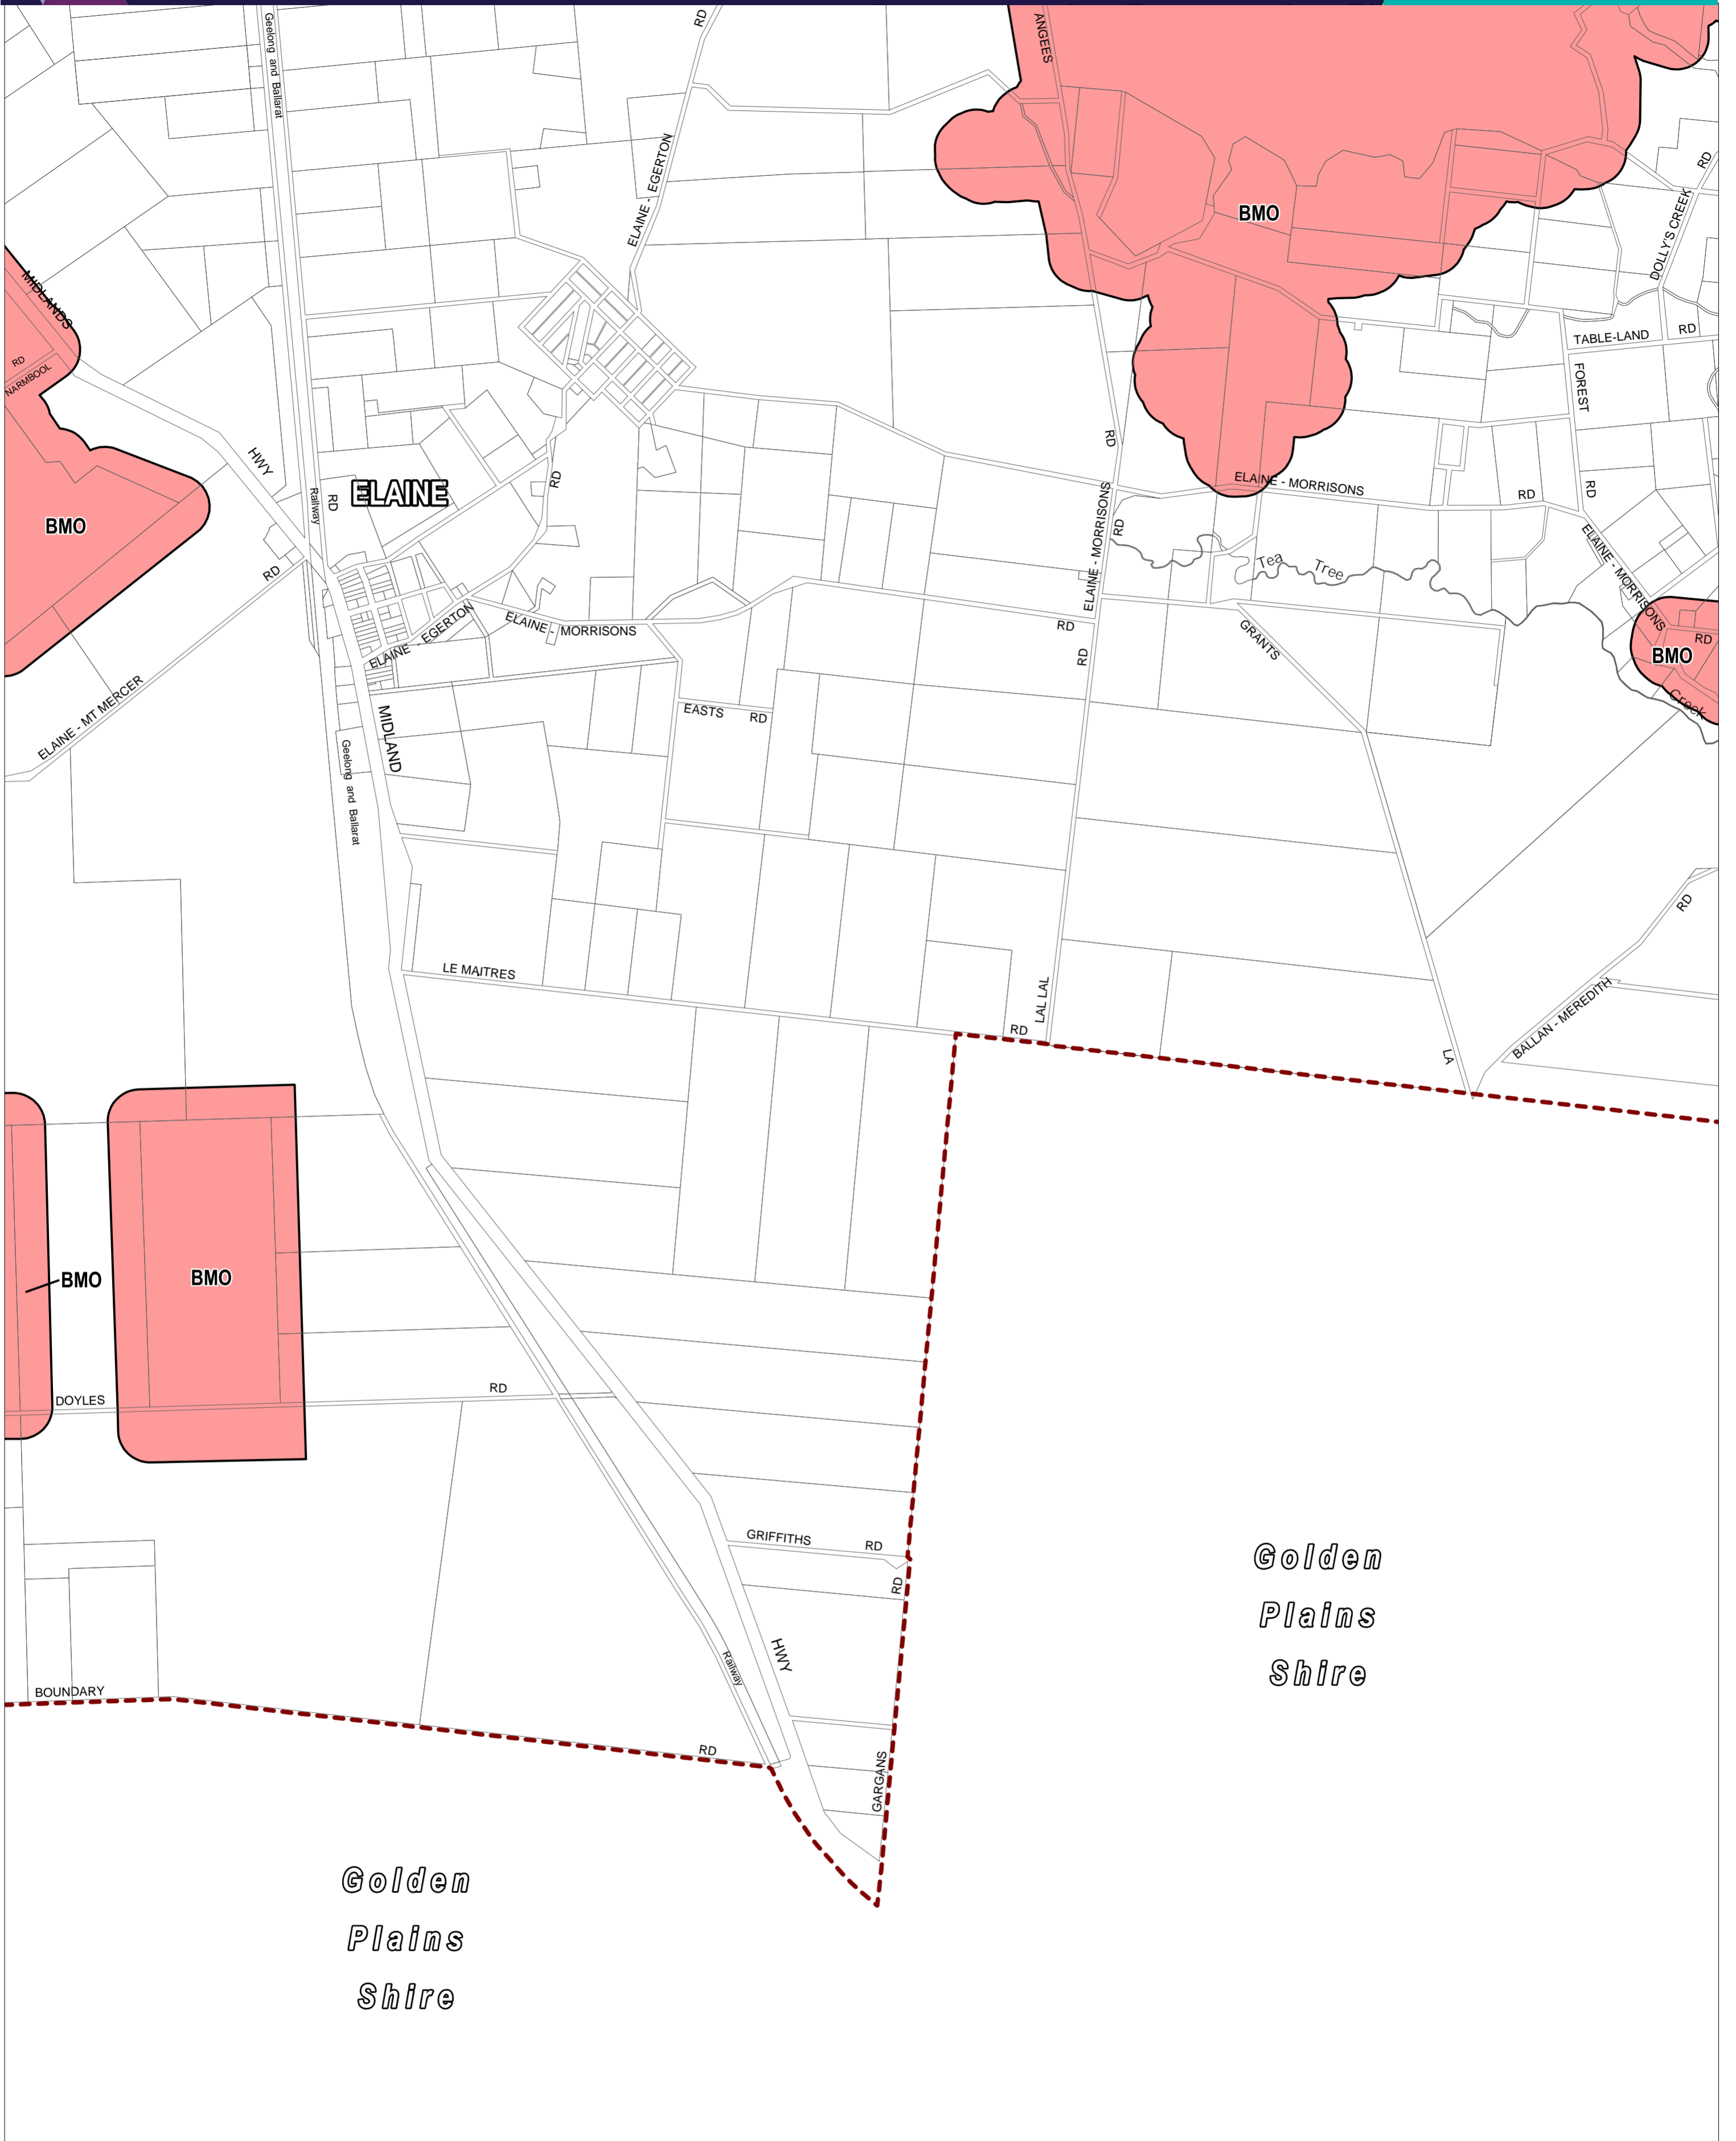 Geelong and Ballarat
RD
ANGEES
ELAINE - EGERTON
BMO
RD
DOLLY'S CREEK
MIDLANDS
RD
NARMBOOL
TABLE-LAND RD
FOREST
RD
HWY
ELAINE
Railway
RD
RD
ELAINE - MORRISONS RD
RD
BMO
RD
ELAINE - MORRISONS
RD
Tea Tree
ELAINE - MORRISONS
RD
BMO
Creek
ELAINE - EGERTON
ELAINE - MORRISONS
RD
RD
GRANTS
ELAINE - MT MERCER
MIDLAND
EASTS RD
Geelong and Ballarat
RD
LE MAITRES
RD
LAL LAL
LA
BALLAN - MEREDITH
BMO
BMO
DOYLES
RD
GRIFFITHS RD
RD
Golden
Plains
Shire
HWY
Railway
BOUNDARY
RD
GARGANS
Golden
Plains
Shire